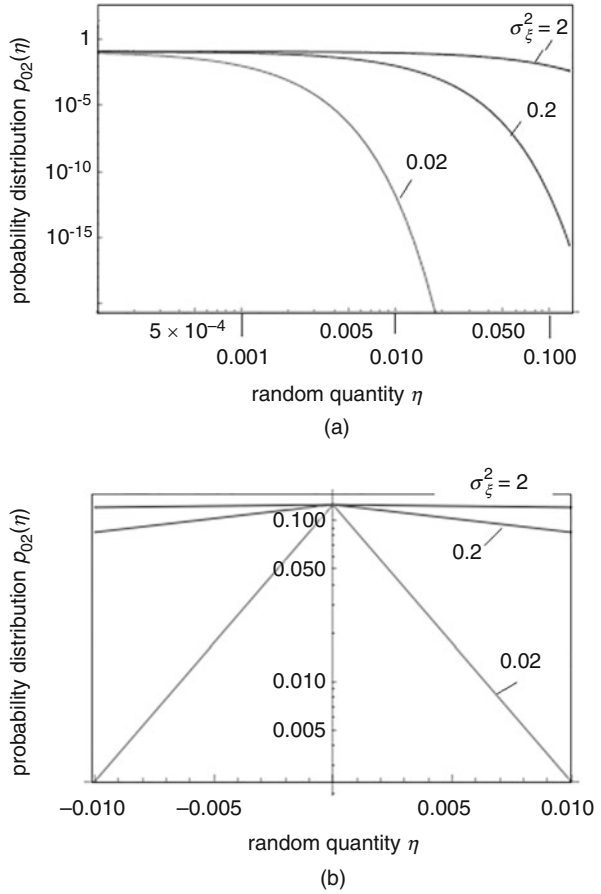 probability distribution p₀₂(η)
1
10⁻⁵
10⁻¹⁰
10⁻¹⁵
σ²_ξ = 2
0.2
0.02
5 × 10⁻⁴ 0.005 0.050
0.001 0.010 0.100
random quantity η
(a)
probability distribution p₀₂(η)
σ²_ξ = 2
0.100
0.2
0.050
0.02
0.010
0.005
–0.010 –0.005 0.005 0.010
random quantity η
(b)